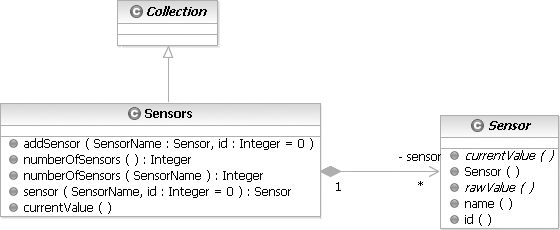 C Collection
C Sensors
addSensor ( SensorName : Sensor, id : Integer = 0 )
numberOfSensors ( ) : Integer
numberOfSensors ( SensorName ) : Integer
sensor ( SensorName, id : Integer = 0 ) : Sensor
currentValue ( )
- sensor
1
*
C Sensor
currentValue ( )
Sensor ( )
rawValue ( )
name ( )
id ( )